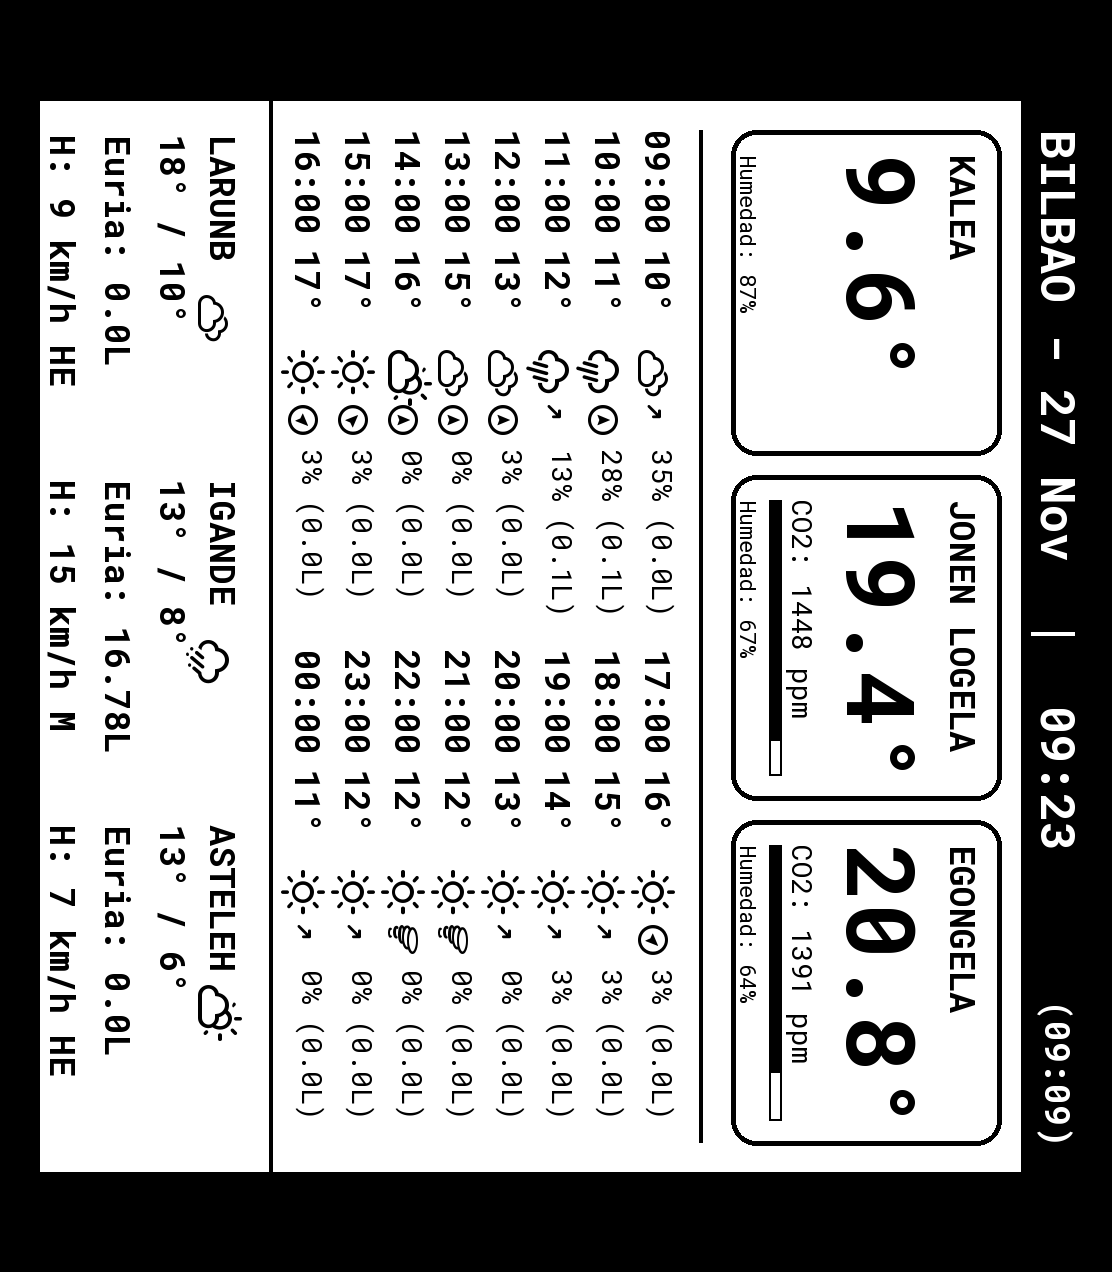 BILBAO - 27 Nov | 09:23 (09:09)
KALEA
9.6°
Humedad: 87%
JONEN LOGELA
19.4°
CO2: 1448 ppm
Humedad: 67%
EGONGELA
20.8°
CO2: 1391 ppm
Humedad: 64%
09:00 10° 35% (0.0L)
10:00 11° 28% (0.1L)
11:00 12° 13% (0.1L)
12:00 13° 3% (0.0L)
13:00 15° 0% (0.0L)
14:00 16° 0% (0.0L)
15:00 17° 3% (0.0L)
16:00 17° 3% (0.0L)
17:00 16° 3% (0.0L)
18:00 15° 3% (0.0L)
19:00 14° 3% (0.0L)
20:00 13° 0% (0.0L)
21:00 12° 0% (0.0L)
22:00 12° 0% (0.0L)
23:00 12° 0% (0.0L)
00:00 11° 0% (0.0L)
LARUNB
18° / 10°
Euria: 0.0L
H: 9 km/h HE
IGANDE
13° / 8°
Euria: 16.78L
H: 15 km/h M
ASTELEH
13° / 6°
Euria: 0.0L
H: 7 km/h HE